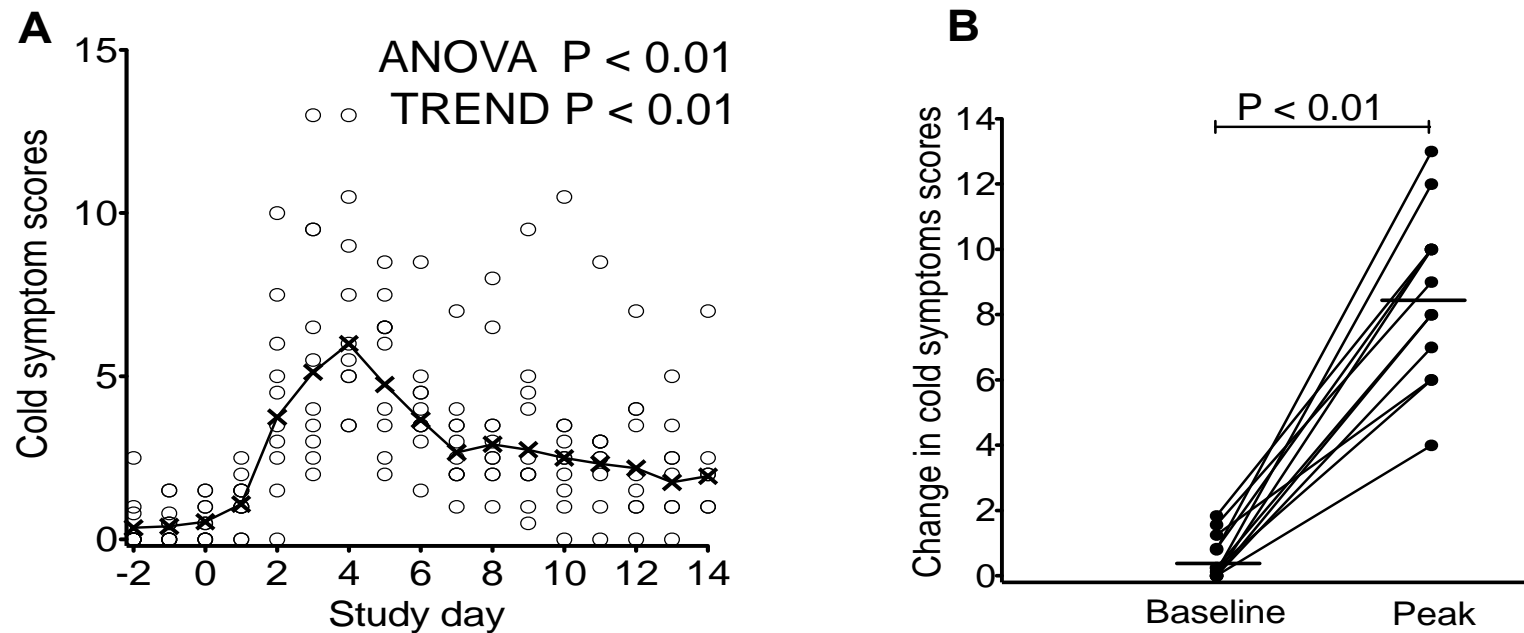 A
ANOVA P < 0.01
TREND P < 0.01
Cold symptom scores
15
10
5
0
-2 0 2 4 6 8 10 12 14
Study day
B
P < 0.01
Change in cold symptoms scores
14
12
10
8
6
4
2
0
Baseline Peak